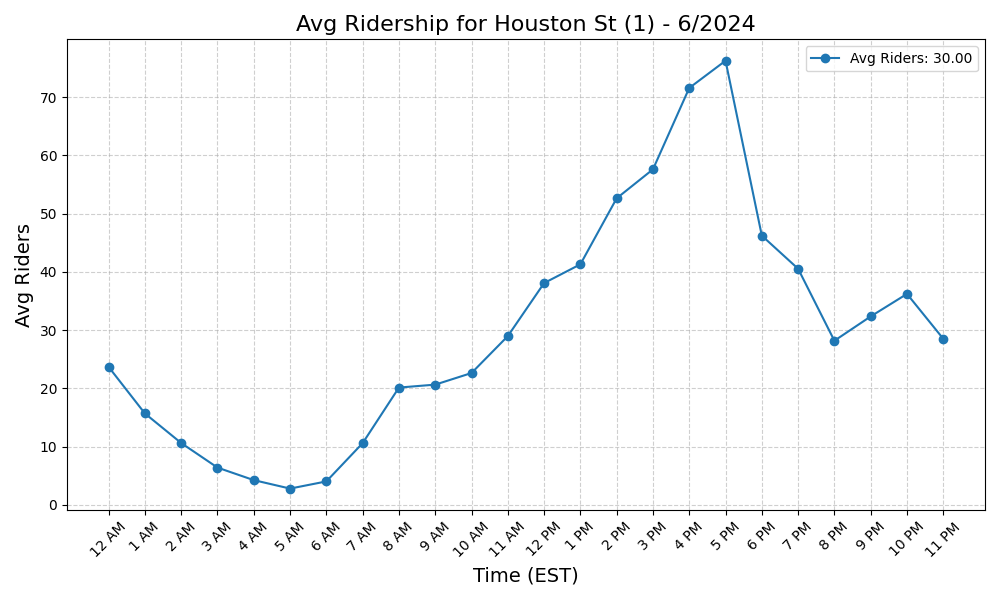 Avg Ridership for Houston St (1) - 6/2024
Avg Riders: 30.00
Avg Riders
70
60
50
40
30
20
10
0
12 AM
1 AM
2 AM
3 AM
4 AM
5 AM
6 AM
7 AM
8 AM
9 AM
10 AM
11 AM
12 PM
1 PM
2 PM
3 PM
4 PM
5 PM
6 PM
7 PM
8 PM
9 PM
10 PM
11 PM
Time (EST)